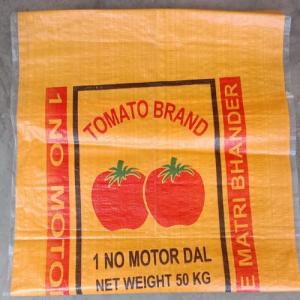 TOMATO BRAND
1 NO MOTOR DAL
NET WEIGHT 50 KG
1 NO MOTO
E MATRI BHANDER